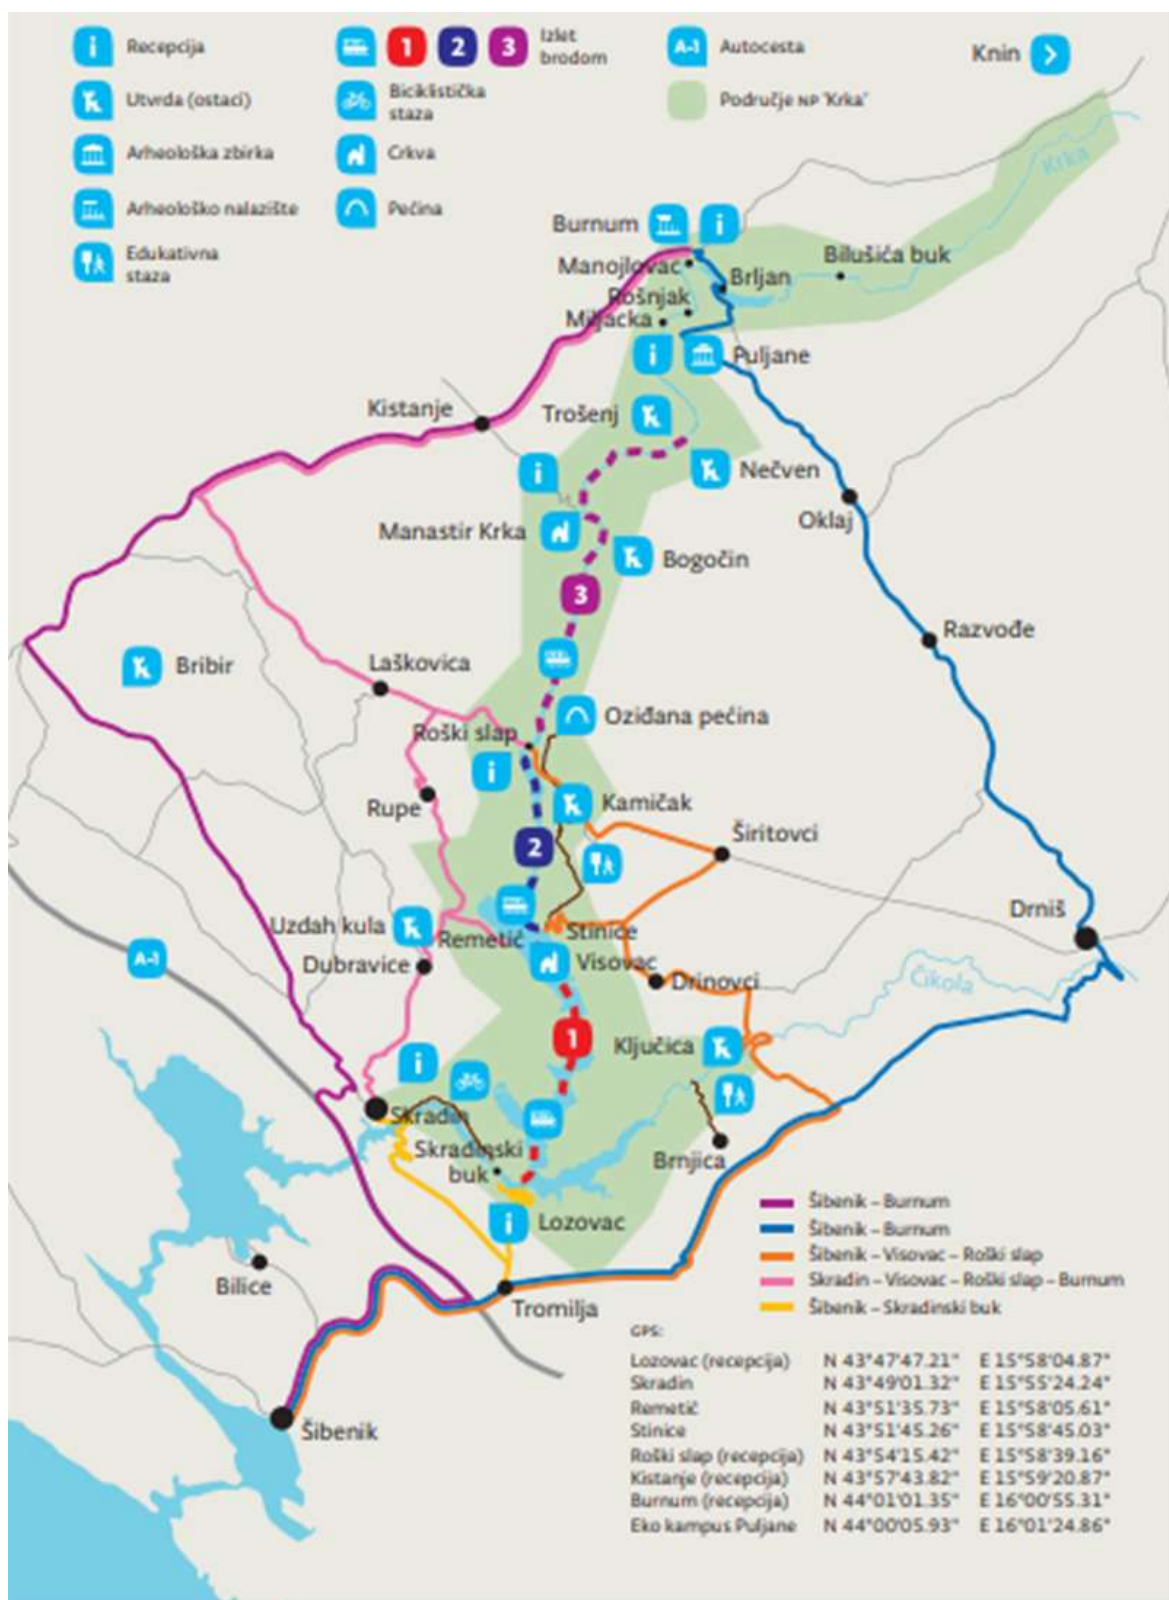 Recepcija
Utvrda (ostaci)
Arheološka zbirka
Arheološko nalazište
Edukativna
staza
1 2 3 Izlet
brodom
Biciklistička
staza
Crkva
Pećina
A-1 Autocesta
Područje NP 'Krka'
Knin
Krka
Burnum
Manojlovac
Brljan
Bilušića buk
Rošnjak
Miljacka
Puljane
Kistanje
Trošenj
Nečven
Oklaj
Manastir Krka
Bogočin
3
Razvođe
Bribir
Laškovica
Oziđana pećina
Roški slap
Rupe
Kamičak
2
Širitovci
Drniš
Uzdah kula
Remetić
Stinice
Dubravice
Visovac
Drinovci
Čikola
A-1
1
Ključica
Skradin
Skradinski
buk
Brnjica
Lozovac
Bilice
Tromilja
Šibenik
Šibenik – Burnum
Šibenik – Burnum
Šibenik – Visovac – Roški slap
Skradin – Visovac – Roški slap – Burnum
Šibenik – Skradinski buk
GPS:
Lozovac (recepcija) N 43°47'47.21" E 15°58'04.87"
Skradin N 43°49'01.32" E 15°55'24.24"
Remetić N 43°51'35.73" E 15°58'05.61"
Stinice N 43°51'45.26" E 15°58'45.03"
Roški slap (recepcija) N 43°54'15.42" E 15°58'39.16"
Kistanje (recepcija) N 43°57'43.82" E 15°59'20.87"
Burnum (recepcija) N 44°01'01.35" E 16°00'55.31"
Eko kampus Puljane N 44°00'05.93" E 16°01'24.86"